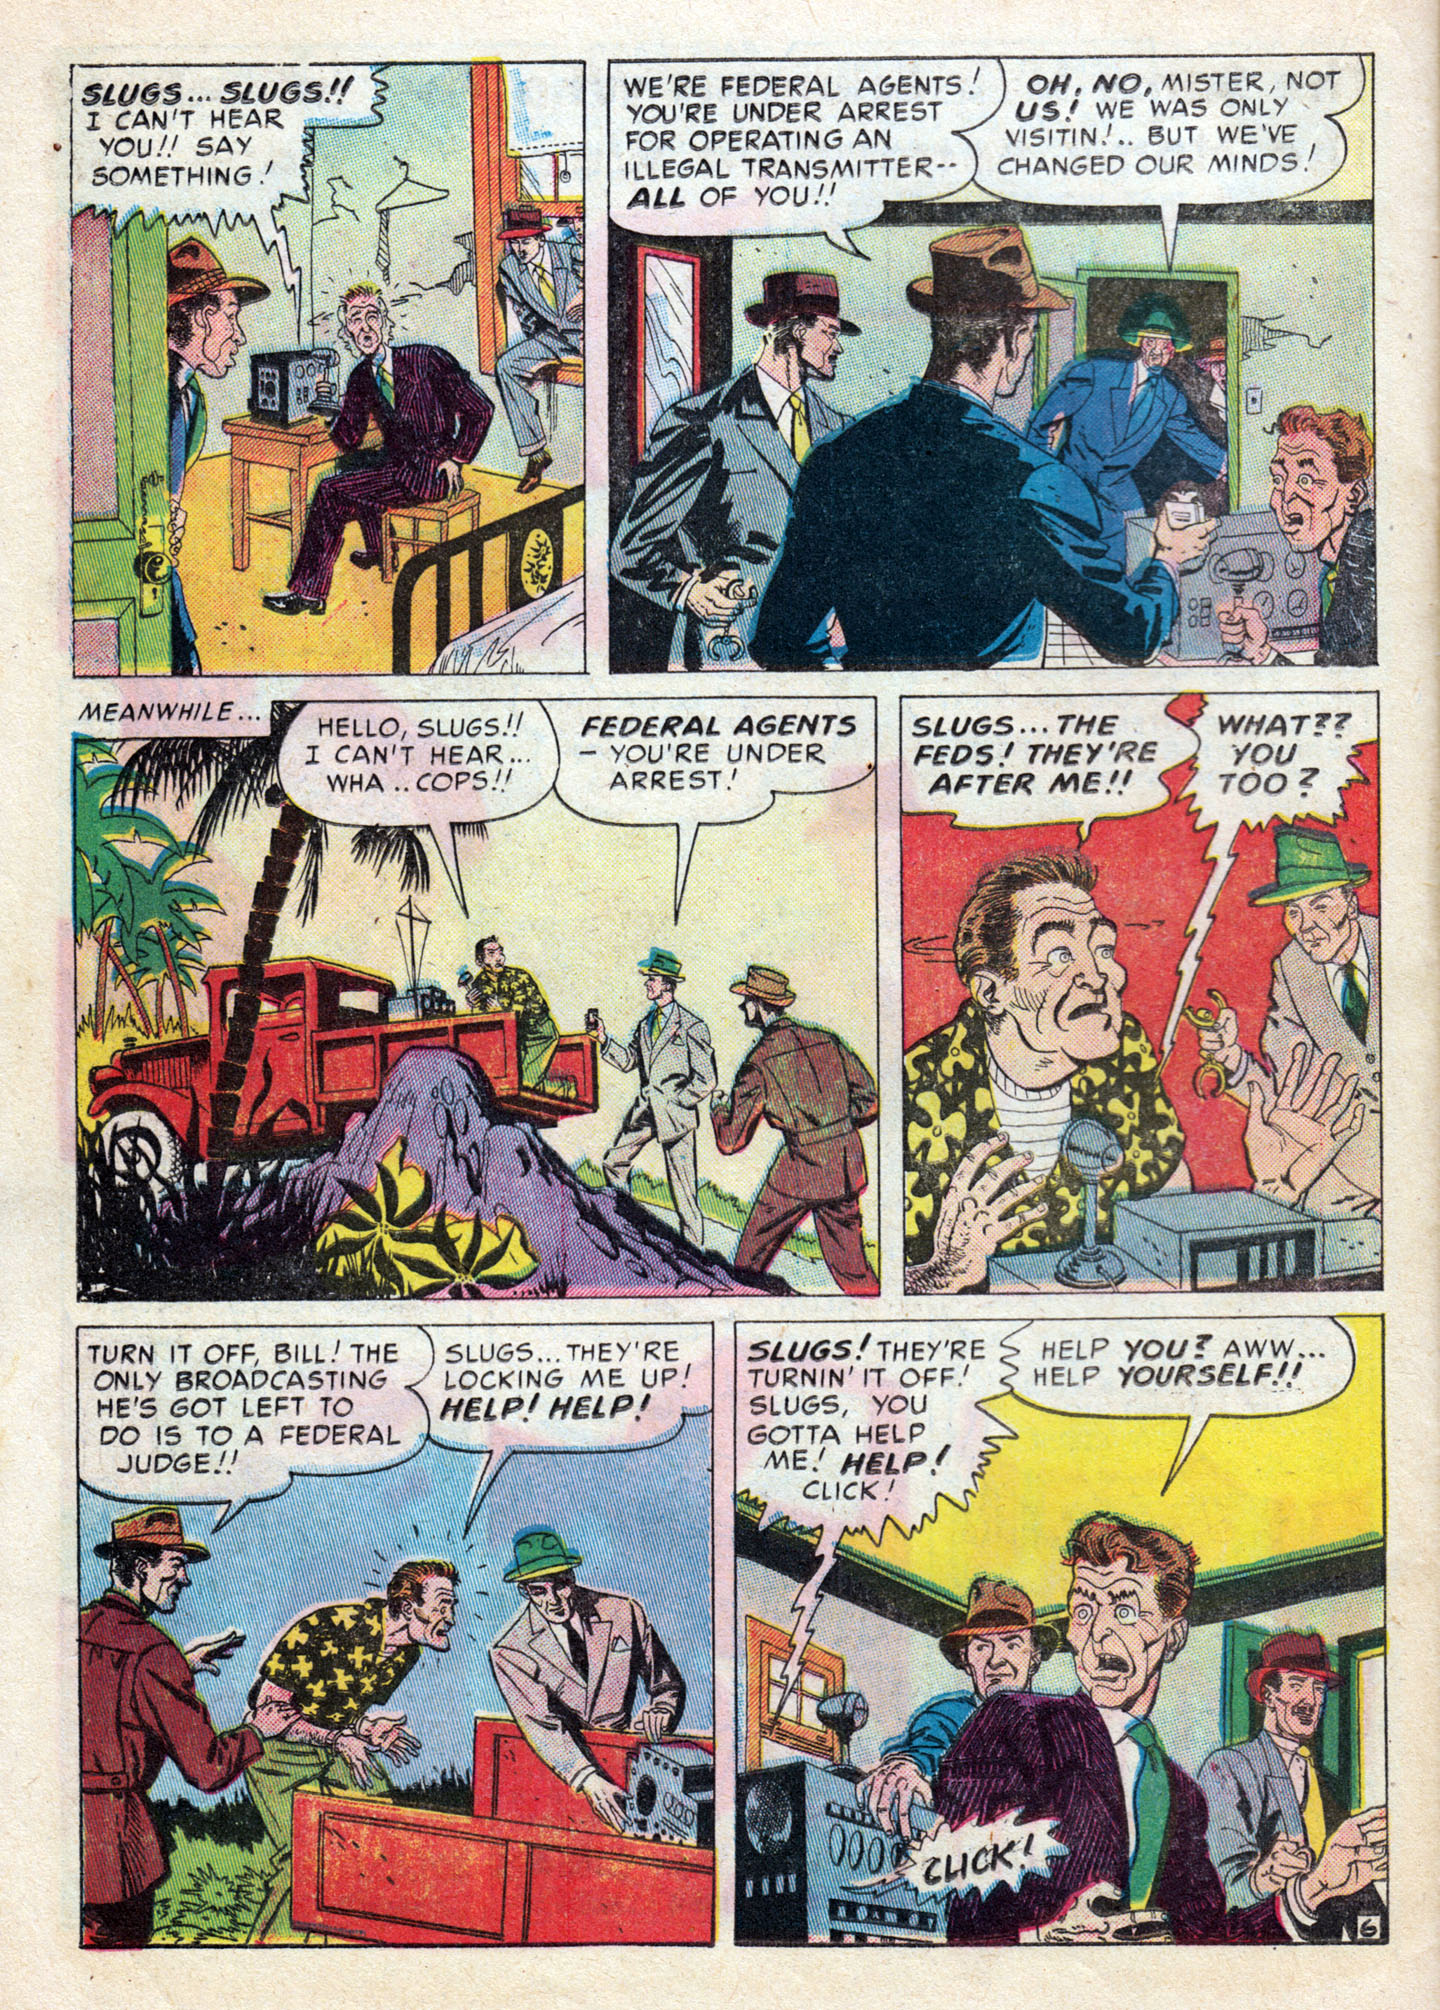 SLUGS... SLUGS!!
I CAN'T HEAR
YOU!! SAY
SOMETHING!
WE'RE FEDERAL AGENTS!
YOU'RE UNDER ARREST
FOR OPERATING AN
ILLEGAL TRANSMITTER--
ALL OF YOU!!
OH, NO, MISTER, NOT
US! WE WAS ONLY
VISITIN!.. BUT WE'VE
CHANGED OUR MINDS!
MEANWHILE...
HELLO, SLUGS!!
I CAN'T HEAR...
WHA ..COPS!!
FEDERAL AGENTS
- YOU'RE UNDER
ARREST!
SLUGS... THE
FEDS! THEY'RE
AFTER ME!!
WHAT??
YOU
TOO?
TURN IT OFF, BILL! THE
ONLY BROADCASTING
HE'S GOT LEFT TO
DO IS TO A FEDERAL
JUDGE!!
SLUGS... THEY'RE
LOCKING ME UP!
HELP! HELP!
SLUGS! THEY'RE
TURNIN' IT OFF!
SLUGS, YOU
GOTTA HELP
ME! HELP!
CLICK!
HELP YOU? AWW...
HELP YOURSELF!!
CLICK!
6